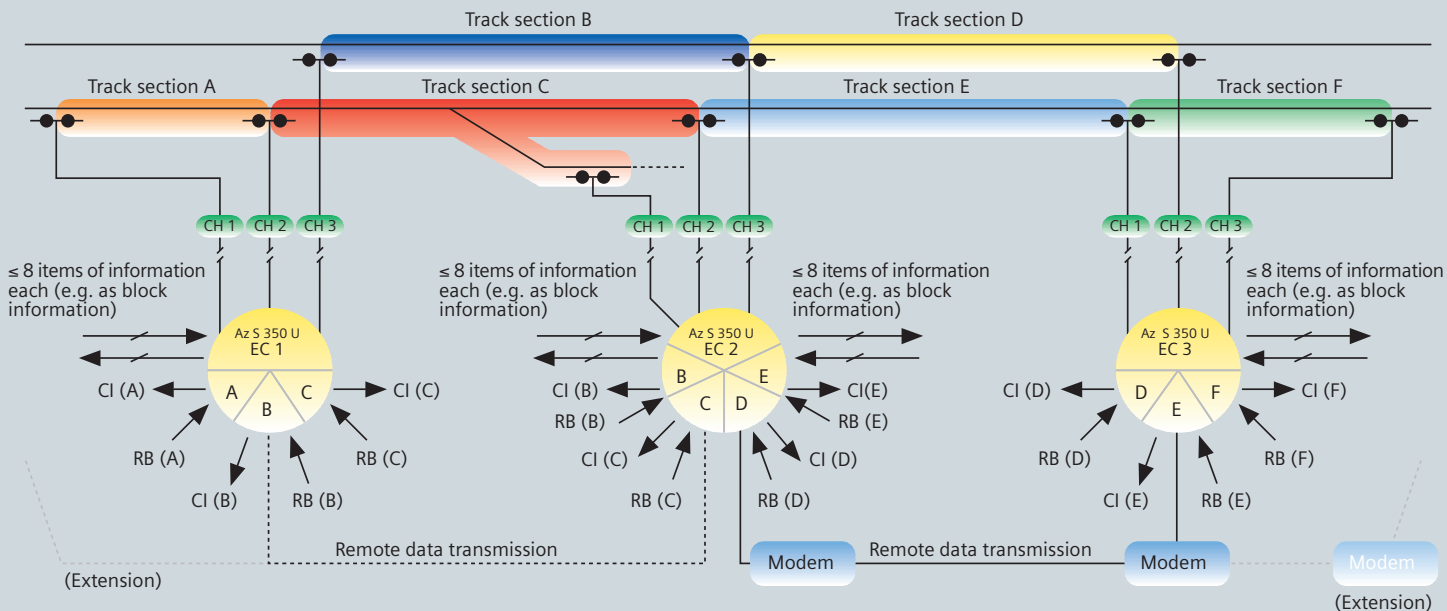 Track section B
Track section D
Track section A
Track section C
Track section E
Track section F
CH 1
CH 2
CH 3
CH 1
CH 2
CH 3
CH 1
CH 2
CH 3
≤ 8 items of information
each (e.g. as block
information)
≤ 8 items of information
each (e.g. as block
information)
≤ 8 items of information
each (e.g. as block
information)
≤ 8 items of information
each (e.g. as block
information)
Az S 350 U
EC 1
A
B
C
CI (A)
RB (A)
CI (B)
RB (B)
RB (C)
CI (C)
Az S 350 U
EC 2
B
C
D
E
CI (B)
RB (B)
CI (C)
RB (C)
RB (D)
CI (D)
RB (E)
CI(E)
Az S 350 U
EC 3
D
E
F
CI (D)
RB (D)
CI (E)
RB (E)
RB (F)
CI (F)
Remote data transmission
Modem
Remote data transmission
Modem
Modem
(Extension)
(Extension)